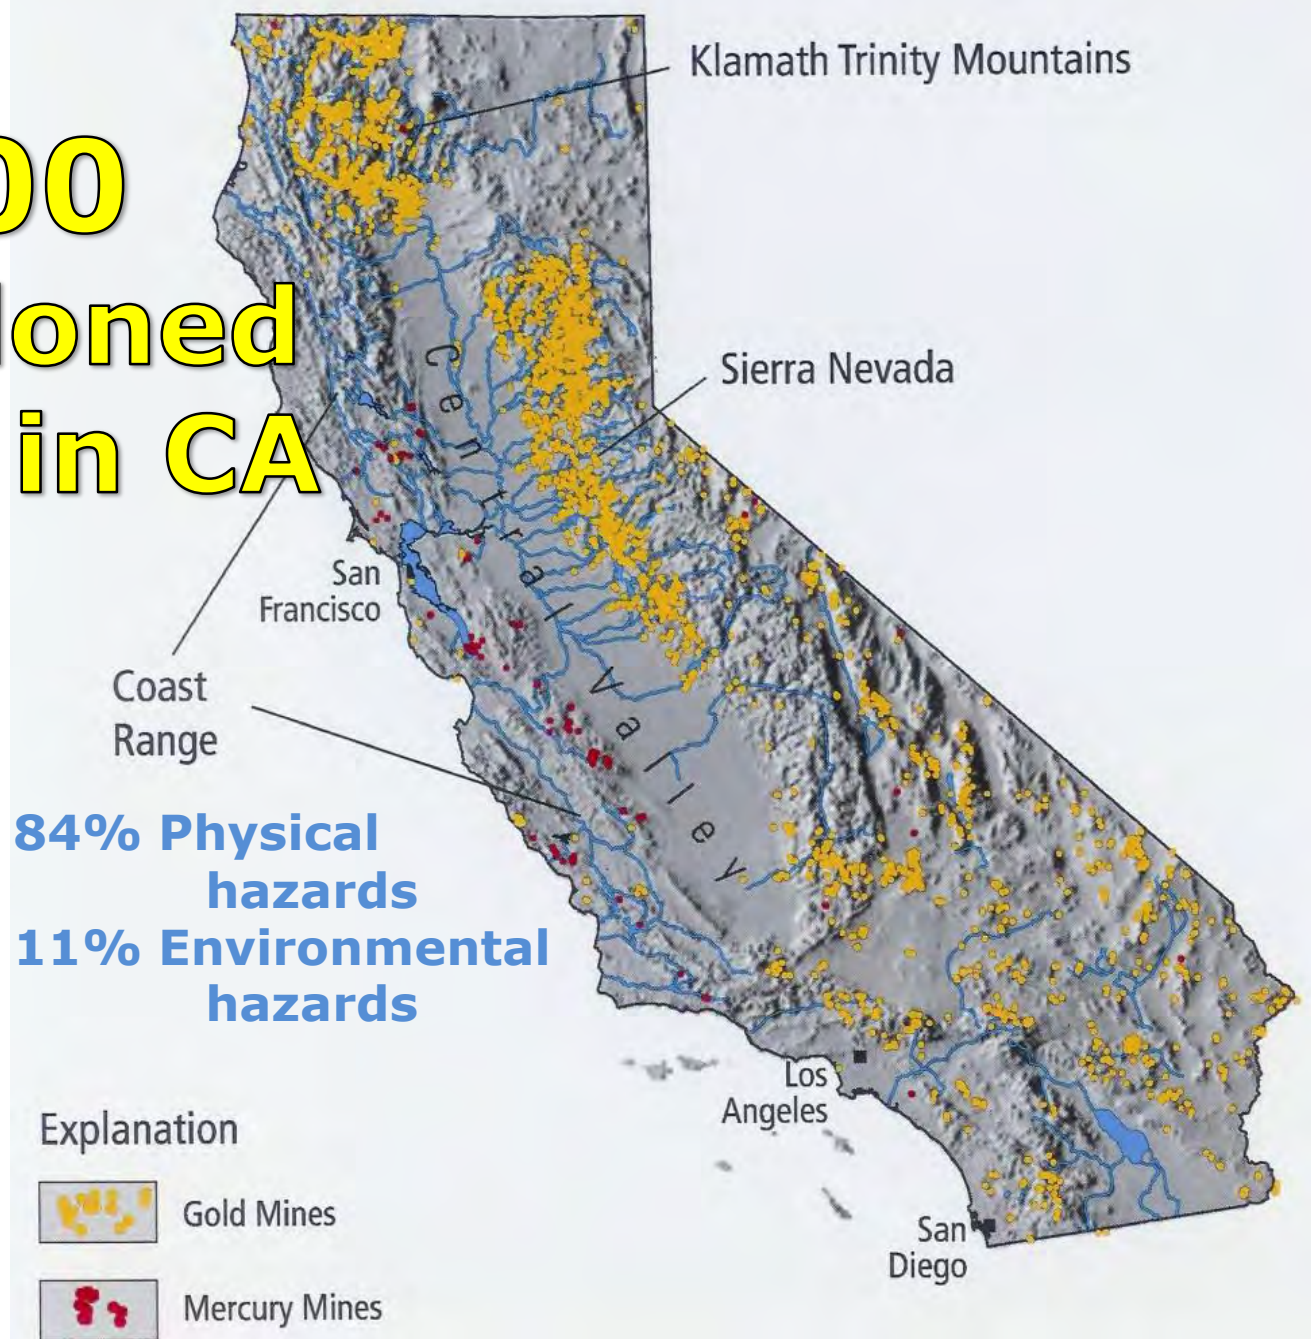 Klamath Trinity Mountains
00
doned
in CA
Sierra Nevada
Central Valley
San
Francisco
Coast
Range
84% Physical
hazards
11% Environmental
hazards
Los
Angeles
San
Diego
Explanation
Gold Mines
Mercury Mines